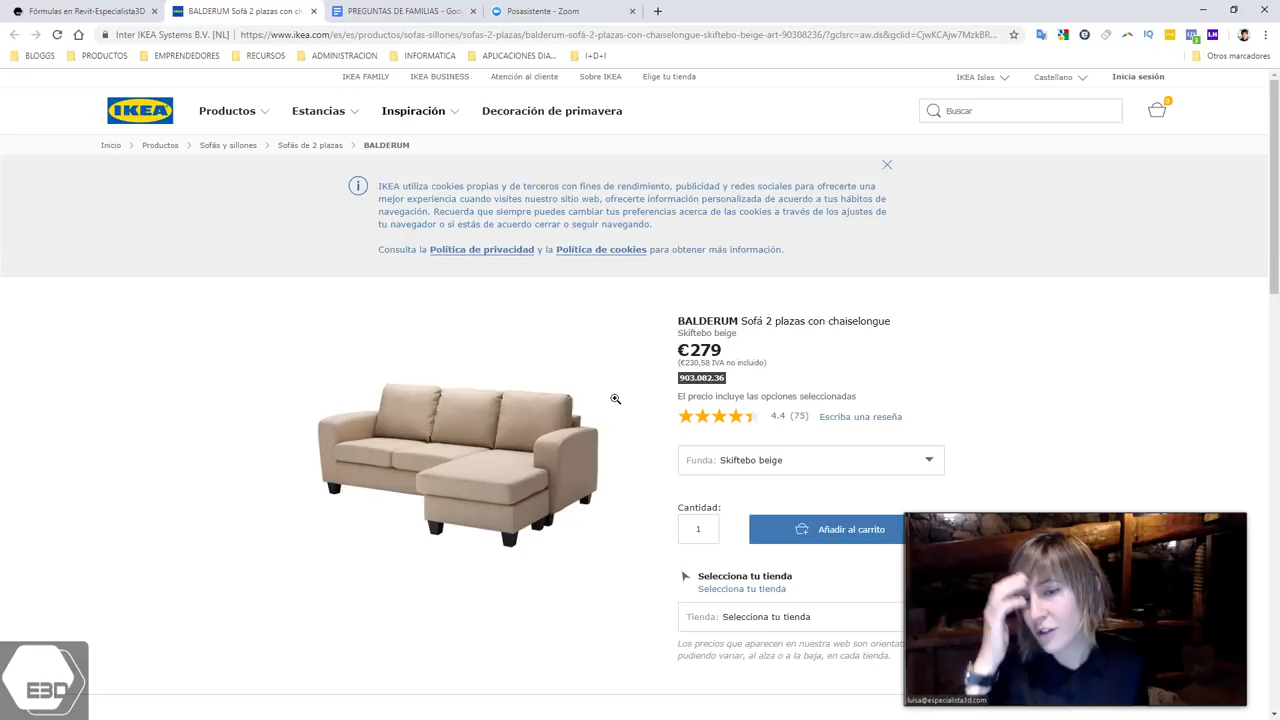 Fórmulas en Revit-Especialista3D
BALDERUM Sofá 2 plazas con ch
PREGUNTAS DE FAMILIAS - Goo
Posasistente - Zoom
Inter IKEA Systems B.V. [NL]
https://www.ikea.com/es/es/productos/sofas-sillones/sofas-2-plazas/balderum-sofá-2-plazas-con-chaiselongue-skiftebo-beige-art-90308236/?gclsrc=aw.ds&gclid=CjwKCAjw7MzkBR...
BLOGGS
PRODUCTOS
EMPRENDEDORES
RECURSOS
ADMINISTRACION
INFORMATICA
APLICACIONES DIA...
I+D+I
Otros marcadores
IKEA FAMILY
IKEA BUSINESS
Atención al cliente
Sobre IKEA
Elige tu tienda
IKEA Islas
Castellano
Inicia sesión
IKEA
Productos
Estancias
Inspiración
Decoración de primavera
Buscar
0
Inicio
Productos
Sofás y sillones
Sofás de 2 plazas
BALDERUM
IKEA utiliza cookies propias y de terceros con fines de rendimiento, publicidad y redes sociales para ofrecerte una
mejor experiencia cuando visites nuestro sitio web, ofrecerte información personalizada de acuerdo a tus hábitos de
navegación. Recuerda que siempre puedes cambiar tus preferencias acerca de las cookies a través de los ajustes de
tu navegador o si estás de acuerdo cerrar o seguir navegando.
Consulta la Política de privacidad y la Política de cookies para obtener más información.
BALDERUM Sofá 2 plazas con chaiselongue
Skiftebo beige
€279
(€230,58 IVA no incluido)
903.082.36
El precio incluye las opciones seleccionadas
4.4 (75) Escriba una reseña
Funda: Skiftebo beige
Cantidad:
1
Añadir al carrito
Selecciona tu tienda
Selecciona tu tienda
Tienda: Selecciona tu tienda
Los precios que aparecen en nuestra web son orientat
pudiendo variar, al alza o a la baja, en cada tienda.
E3D
luisa@especialista3d.com